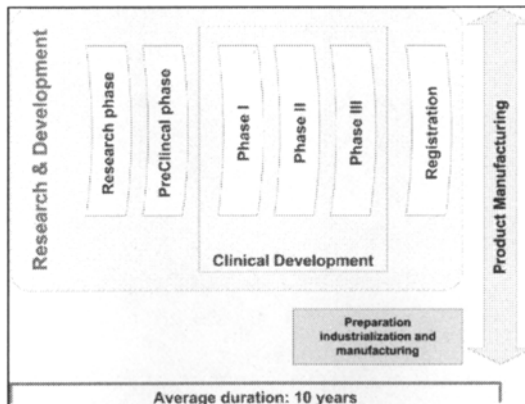 Research & Development
Research phase
PreClincal phase
Phase I
Phase II
Phase III
Registration
Clinical Development
Product Manufacturing
Preparation
industrialization and
manufacturing
Average duration: 10 years